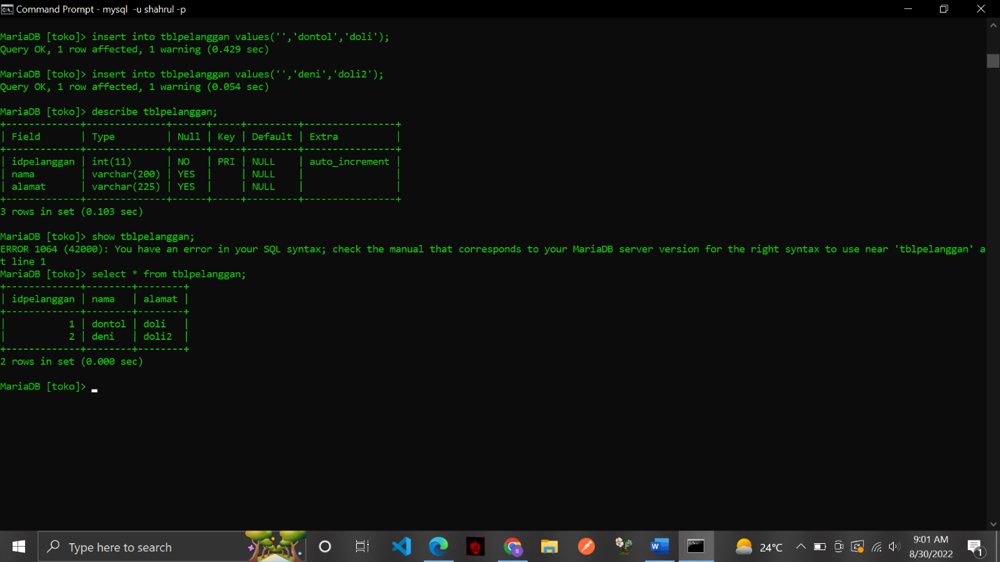 Command Prompt - mysql  -u shahrul -p
MariaDB [toko]> insert into tblpelanggan values('','dontol','doli');
Query OK, 1 row affected, 1 warning (0.429 sec)
MariaDB [toko]> insert into tblpelanggan values('','deni','doli2');
Query OK, 1 row affected, 1 warning (0.054 sec)
MariaDB [toko]> describe tblpelanggan;
+-------------+--------------+------+-----+---------+----------------+
| Field       | Type         | Null | Key | Default | Extra          |
+-------------+--------------+------+-----+---------+----------------+
| idpelanggan | int(11)      | NO   | PRI | NULL    | auto_increment |
| nama        | varchar(200) | YES  |     | NULL    |                |
| alamat      | varchar(225) | YES  |     | NULL    |                |
+-------------+--------------+------+-----+---------+----------------+
3 rows in set (0.103 sec)
MariaDB [toko]> show tblpelanggan;
ERROR 1064 (42000): You have an error in your SQL syntax; check the manual that corresponds to your MariaDB server version for the right syntax to use near 'tblpelanggan' a
t line 1
MariaDB [toko]> select * from tblpelanggan;
+-------------+--------+--------+
| idpelanggan | nama   | alamat |
+-------------+--------+--------+
|           1 | dontol | doli   |
|           2 | deni   | doli2  |
+-------------+--------+--------+
2 rows in set (0.000 sec)
MariaDB [toko]> _
Type here to search
24°C
9:01 AM
8/30/2022
1